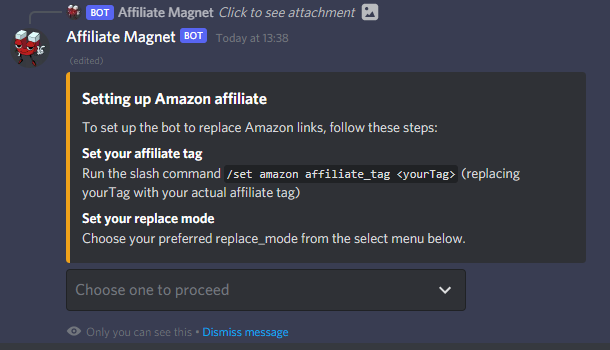 BOT Affiliate Magnet Click to see attachment
Affiliate Magnet BOT Today at 13:38
(edited)
Setting up Amazon affiliate
To set up the bot to replace Amazon links, follow these steps:
Set your affiliate tag
Run the slash command /set amazon affiliate_tag <yourTag> (replacing
yourTag with your actual affiliate tag)
Set your replace mode
Choose your preferred replace_mode from the select menu below.
Choose one to proceed
Only you can see this • Dismiss message